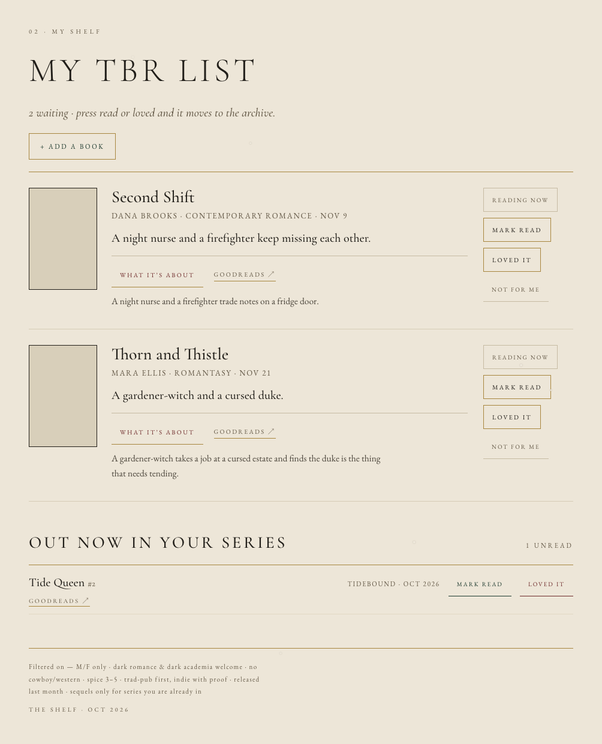 02 · MY SHELF
MY TBR LIST
2 waiting · press read or loved and it moves to the archive.
+ ADD A BOOK
Second Shift
DANA BROOKS · CONTEMPORARY ROMANCE · NOV 9
A night nurse and a firefighter keep missing each other.
WHAT IT'S ABOUT
GOODREADS ↗
A night nurse and a firefighter trade notes on a fridge door.
READING NOW
MARK READ
LOVED IT
NOT FOR ME
Thorn and Thistle
MARA ELLIS · ROMANTASY · NOV 21
A gardener-witch and a cursed duke.
WHAT IT'S ABOUT
GOODREADS ↗
A gardener-witch takes a job at a cursed estate and finds the duke is the thing
that needs tending.
READING NOW
MARK READ
LOVED IT
NOT FOR ME
OUT NOW IN YOUR SERIES
1 UNREAD
Tide Queen #2
GOODREADS ↗
TIDEBOUND · OCT 2026
MARK READ
LOVED IT
Filtered on — M/F only · dark romance & dark academia welcome · no
cowboy/western · spice 3–5 · trad-pub first, indie with proof · released
last month · sequels only for series you are already in
THE SHELF · OCT 2026